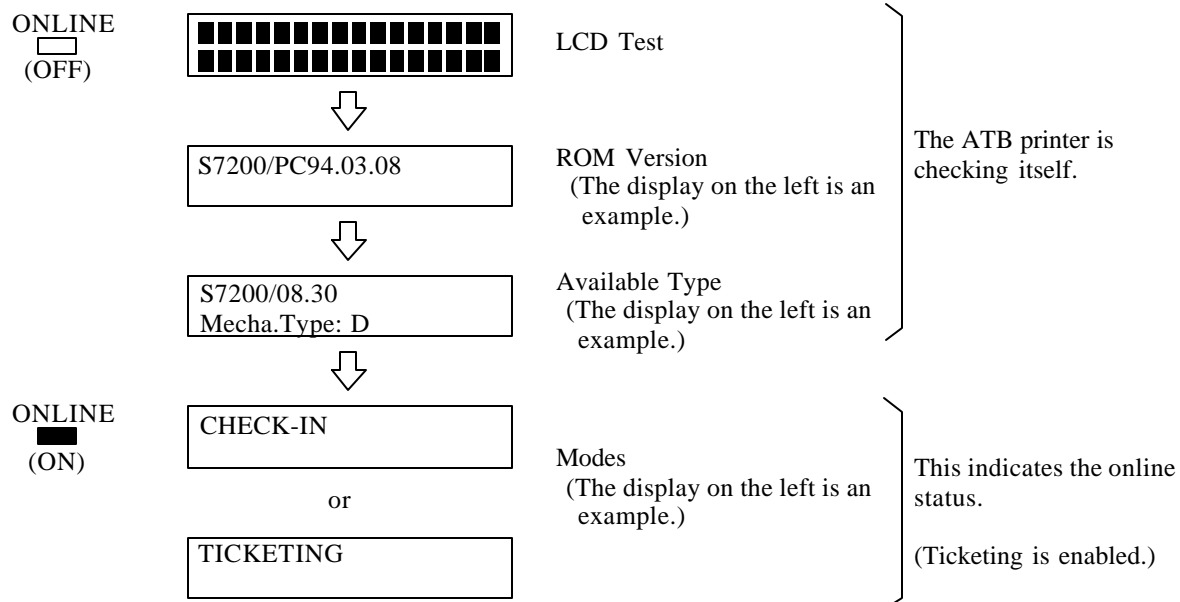 ONLINE
(OFF)
LCD Test
S7200/PC94.03.08
ROM Version
(The display on the left is an
example.)
The ATB printer is
checking itself.
S7200/08.30
Mecha.Type: D
Available Type
(The display on the left is an
example.)
ONLINE
(ON)
CHECK-IN
or
TICKETING
Modes
(The display on the left is an
example.)
This indicates the online
status.
(Ticketing is enabled.)